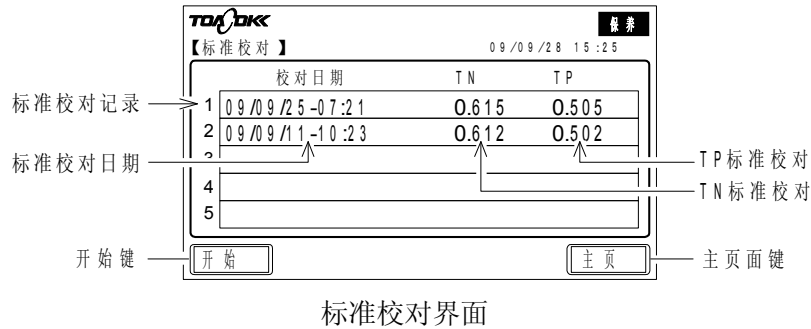 TOADKK 保养
【标准校对】 09/09/28 15:25
校对日期 TN TP
标准校对记录 1 09/09/25-07:21 0.615 0.505
2 09/09/11-10:23 0.612 0.502
标准校对日期 3 TP标准校对
4 TN标准校对
5
开始键 开始 主页 主页面键
标准校对界面